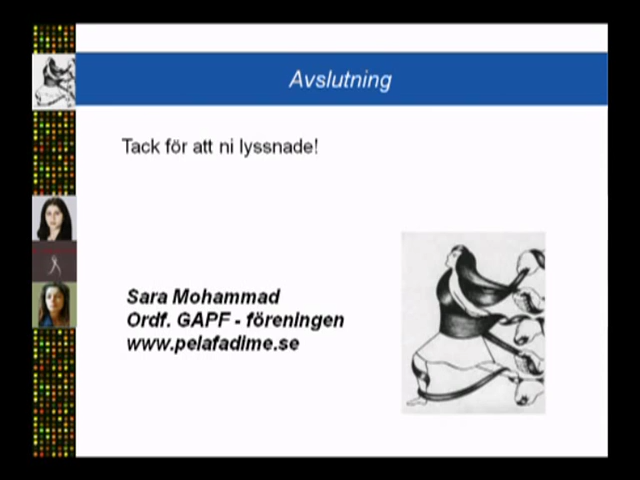 Avslutning
Tack för att ni lyssnade!
Sara Mohammad
Ordf. GAPF - föreningen
www.pelafadime.se